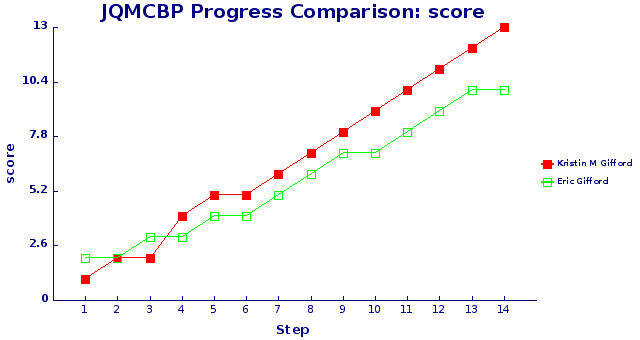 JQMCBP Progress Comparison: score
13
10.4
7.8
5.2
2.6
0
score
1 2 3 4 5 6 7 8 9 10 11 12 13 14
Step
Kristin M Gifford
Eric Gifford